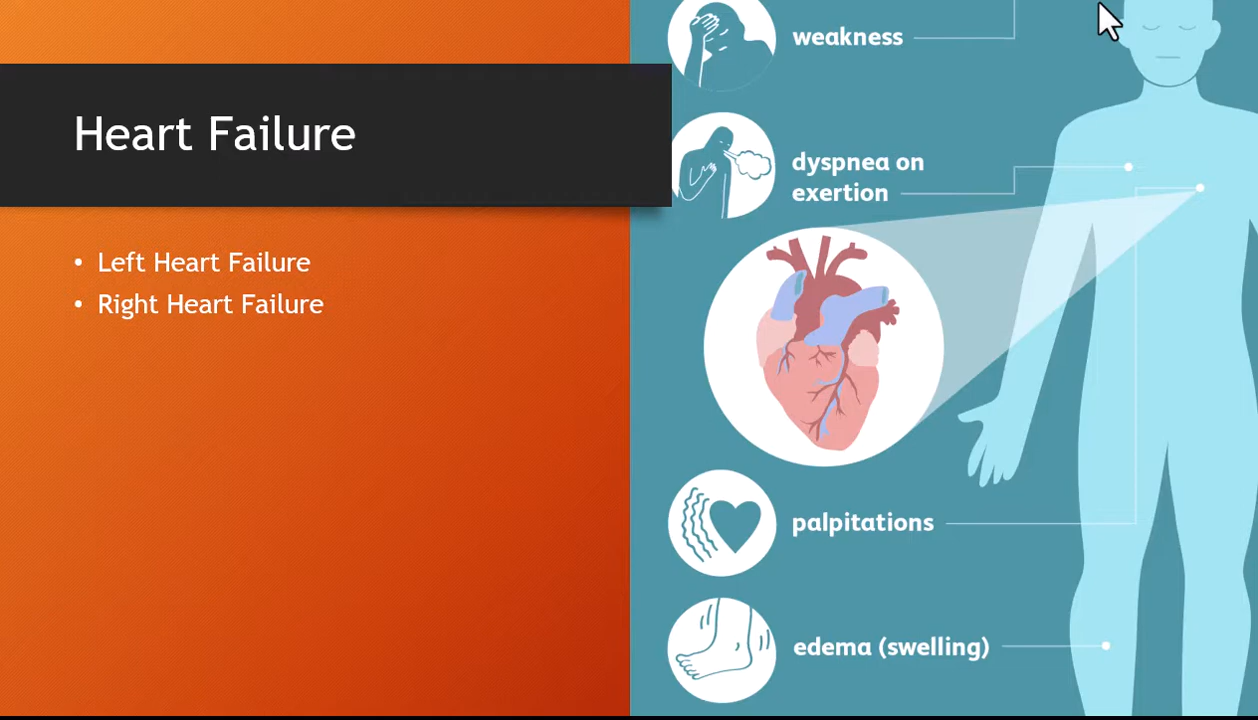 Heart Failure
• Left Heart Failure
• Right Heart Failure
weakness
dyspnea on
exertion
palpitations
edema (swelling)